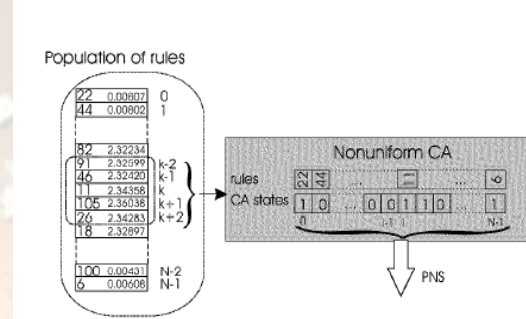 Population of rules
22 0.00807 0
44 0.00802 1
82 2.32234
91 2.32599 k-2
46 2.32420 k-1
11 2.34358 k
105 2.36038 k+1
26 2.34283 k+2
18 2.32897
100 0.00431 N-2
6 0.00608 N-1
Nonuniform CA
rules 22 44 ... 11 ... 6
CA states 1 0 ... 0 0 1 1 0 ... 1
0 i-1 i N-1
PNS